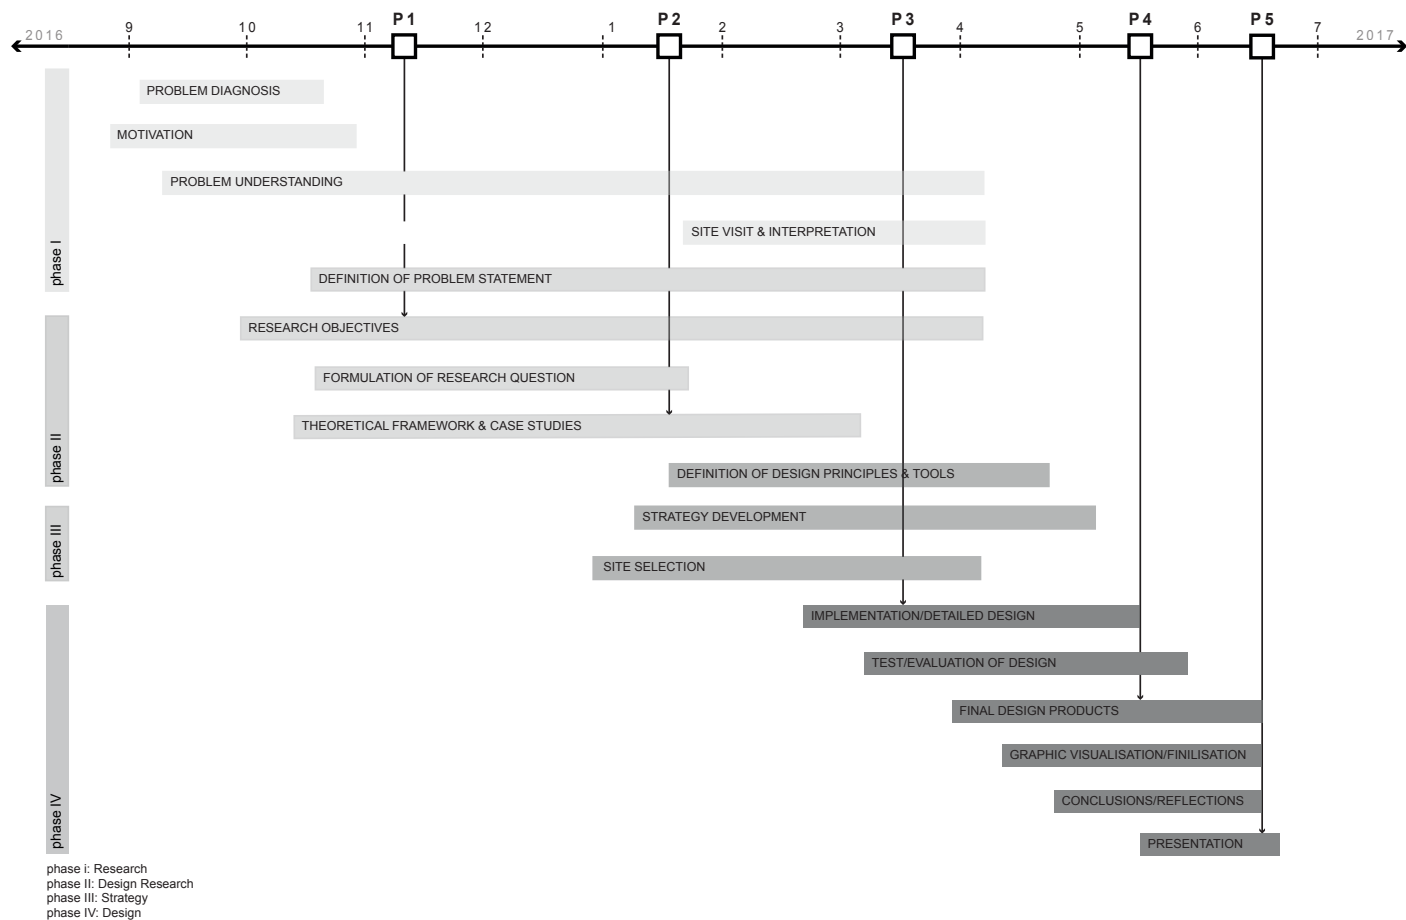 2016 9 10 11 P 1 12 1 P 2 2 3 P 3 4 5 P 4 6 P 5 7 2017
PROBLEM DIAGNOSIS
MOTIVATION
PROBLEM UNDERSTANDING
SITE VISIT & INTERPRETATION
phase I
DEFINITION OF PROBLEM STATEMENT
RESEARCH OBJECTIVES
FORMULATION OF RESEARCH QUESTION
THEORETICAL FRAMEWORK & CASE STUDIES
phase II
DEFINITION OF DESIGN PRINCIPLES & TOOLS
STRATEGY DEVELOPMENT
phase III
SITE SELECTION
IMPLEMENTATION/DETAILED DESIGN
TEST/EVALUATION OF DESIGN
FINAL DESIGN PRODUCTS
GRAPHIC VISUALISATION/FINILISATION
CONCLUSIONS/REFLECTIONS
phase IV
PRESENTATION
phase i: Research
phase II: Design Research
phase III: Strategy
phase IV: Design